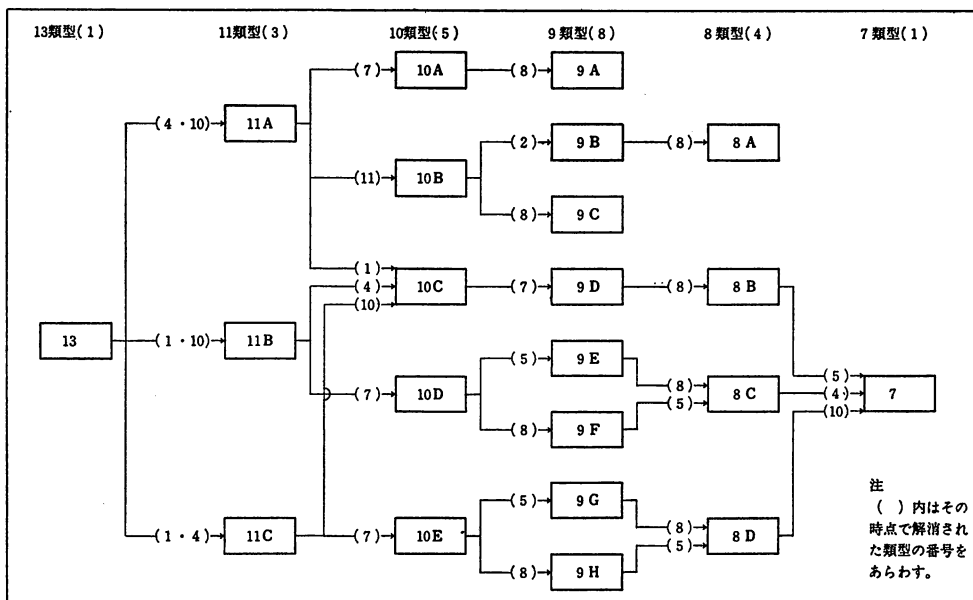 13類型(1) 11類型(3) 10類型(5) 9類型(8) 8類型(4) 7類型(1)
(7) 10A (8) 9A
(4・10) 11A
(2) 9B (8) 8A
(11) 10B
(8) 9C
(1)
(4) 10C (7) 9D (8) 8B
(10)
13 (1・10) 11B
(5) 9E
(5)
(8)
(7) 10D 8C (4) 7
(5)
(10)
(8) 9F
(5) 9G
(8)
(1・4) 11C (7) 10E 8D
(5)
(8) 9H
注
( )内はその
時点で解消され
た類型の番号を
あらわす。